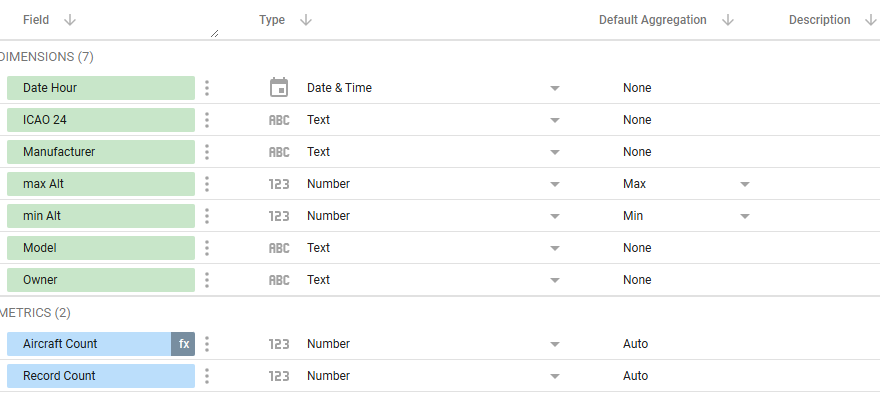 Field Type Default Aggregation Description
DIMENSIONS (7)
Date Hour Date & Time None
ICAO 24 ABC Text None
Manufacturer ABC Text None
max Alt 123 Number Max
min Alt 123 Number Min
Model ABC Text None
Owner ABC Text None
METRICS (2)
Aircraft Count fx 123 Number Auto
Record Count 123 Number Auto